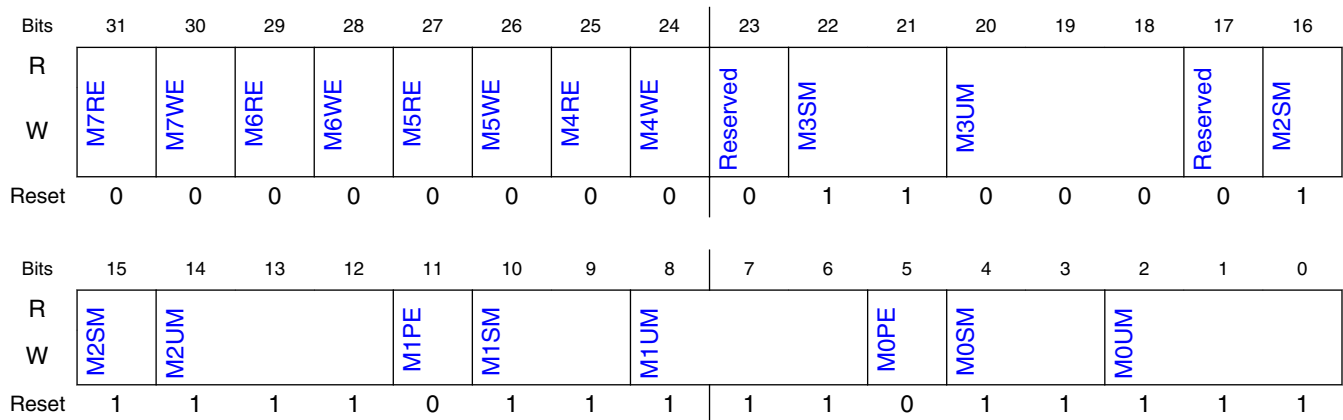 Bits 31 30 29 28 27 26 25 24 23 22 21 20 19 18 17 16
R
W
M7RE M7WE M6RE M6WE M5RE M5WE M4RE M4WE Reserved M3SM M3UM Reserved M2SM
Reset 0 0 0 0 0 0 0 0 0 1 1 0 0 0 0 1
Bits 15 14 13 12 11 10 9 8 7 6 5 4 3 2 1 0
R
W
M2SM M2UM M1PE M1SM M1UM M0PE M0SM M0UM
Reset 1 1 1 1 0 1 1 1 1 1 0 1 1 1 1 1